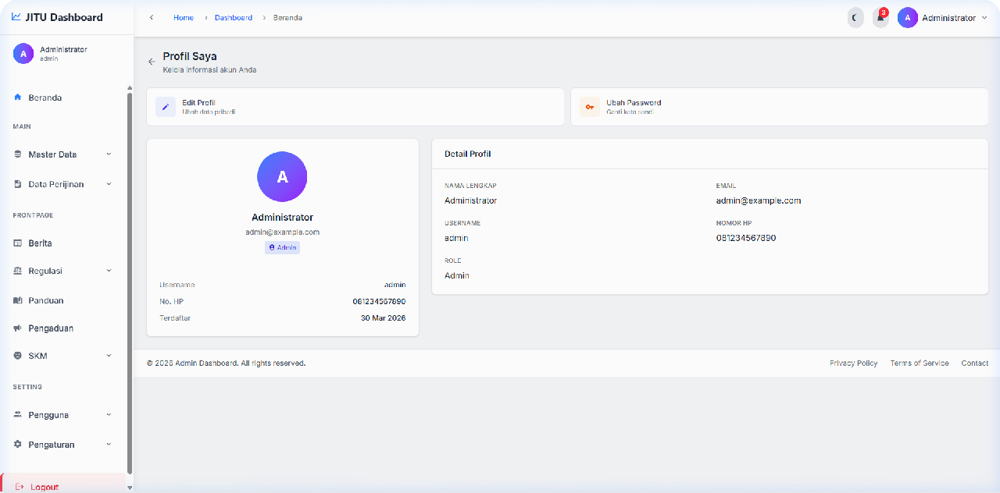 JITU Dashboard
Home > Dashboard > Beranda
3
A Administrator
A
Administrator
admin
Beranda
MAIN
Master Data
Data Perijinan
FRONTPAGE
Berita
Regulasi
Panduan
Pengaduan
SKM
SETTING
Pengguna
Pengaturan
Logout
Profil Saya
Kelola informasi akun Anda
Edit Profil
Ubah data pribadi
Ubah Password
Ganti kata sandi
A
Administrator
admin@example.com
Admin
Username admin
No. HP 081234567890
Terdaftar 30 Mar 2026
Detail Profil
NAMA LENGKAP
Administrator
EMAIL
admin@example.com
USERNAME
admin
NOMOR HP
081234567890
ROLE
Admin
© 2026 Admin Dashboard. All rights reserved.
Privacy Policy Terms of Service Contact